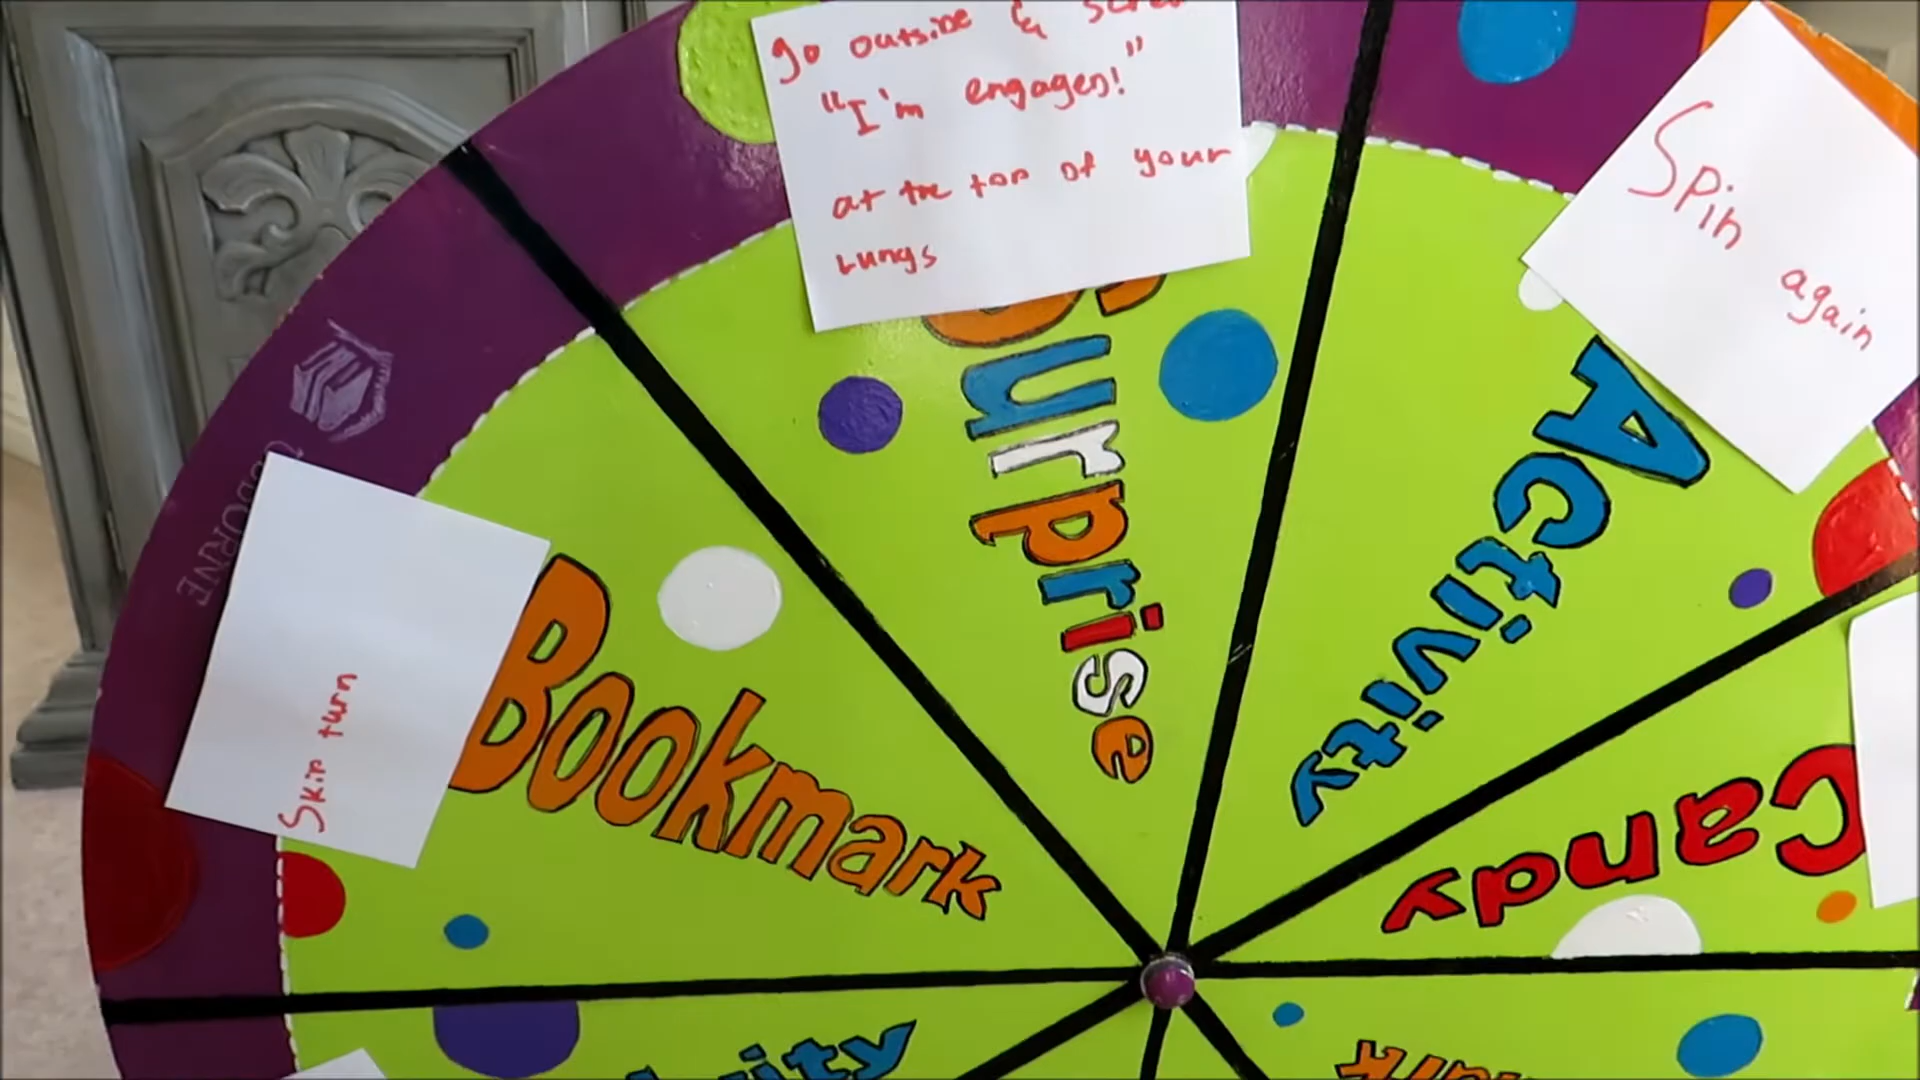 go outside &
"I'm engaged!"
at the top of your
lungs
Spin
again
Surprise
Activity
Skip turn
Bookmark
Candy